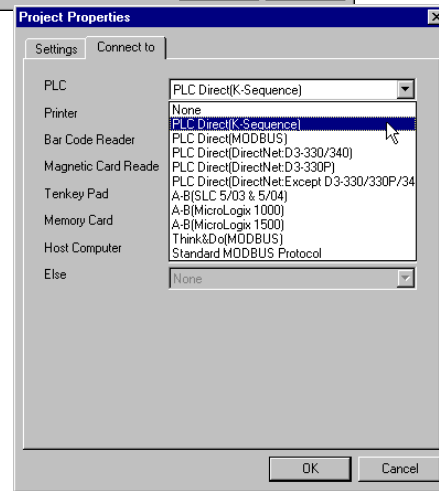 Project Properties
Settings
Connect to
PLC
PLC Direct(K-Sequence)
Printer
Bar Code Reader
Magnetic Card Reade
Tenkey Pad
Memory Card
Host Computer
Else
None
PLC Direct(K-Sequence)
PLC Direct(MODBUS)
PLC Direct(DirectNet:D3-330/340)
PLC Direct(DirectNet:D3-330P)
PLC Direct(DirectNet:Except D3-330/330P/34
A-B(SLC 5/03 & 5/04)
A-B(MicroLogix 1000)
A-B(MicroLogix 1500)
Think&Do(MODBUS)
Standard MODBUS Protocol
None
OK
Cancel